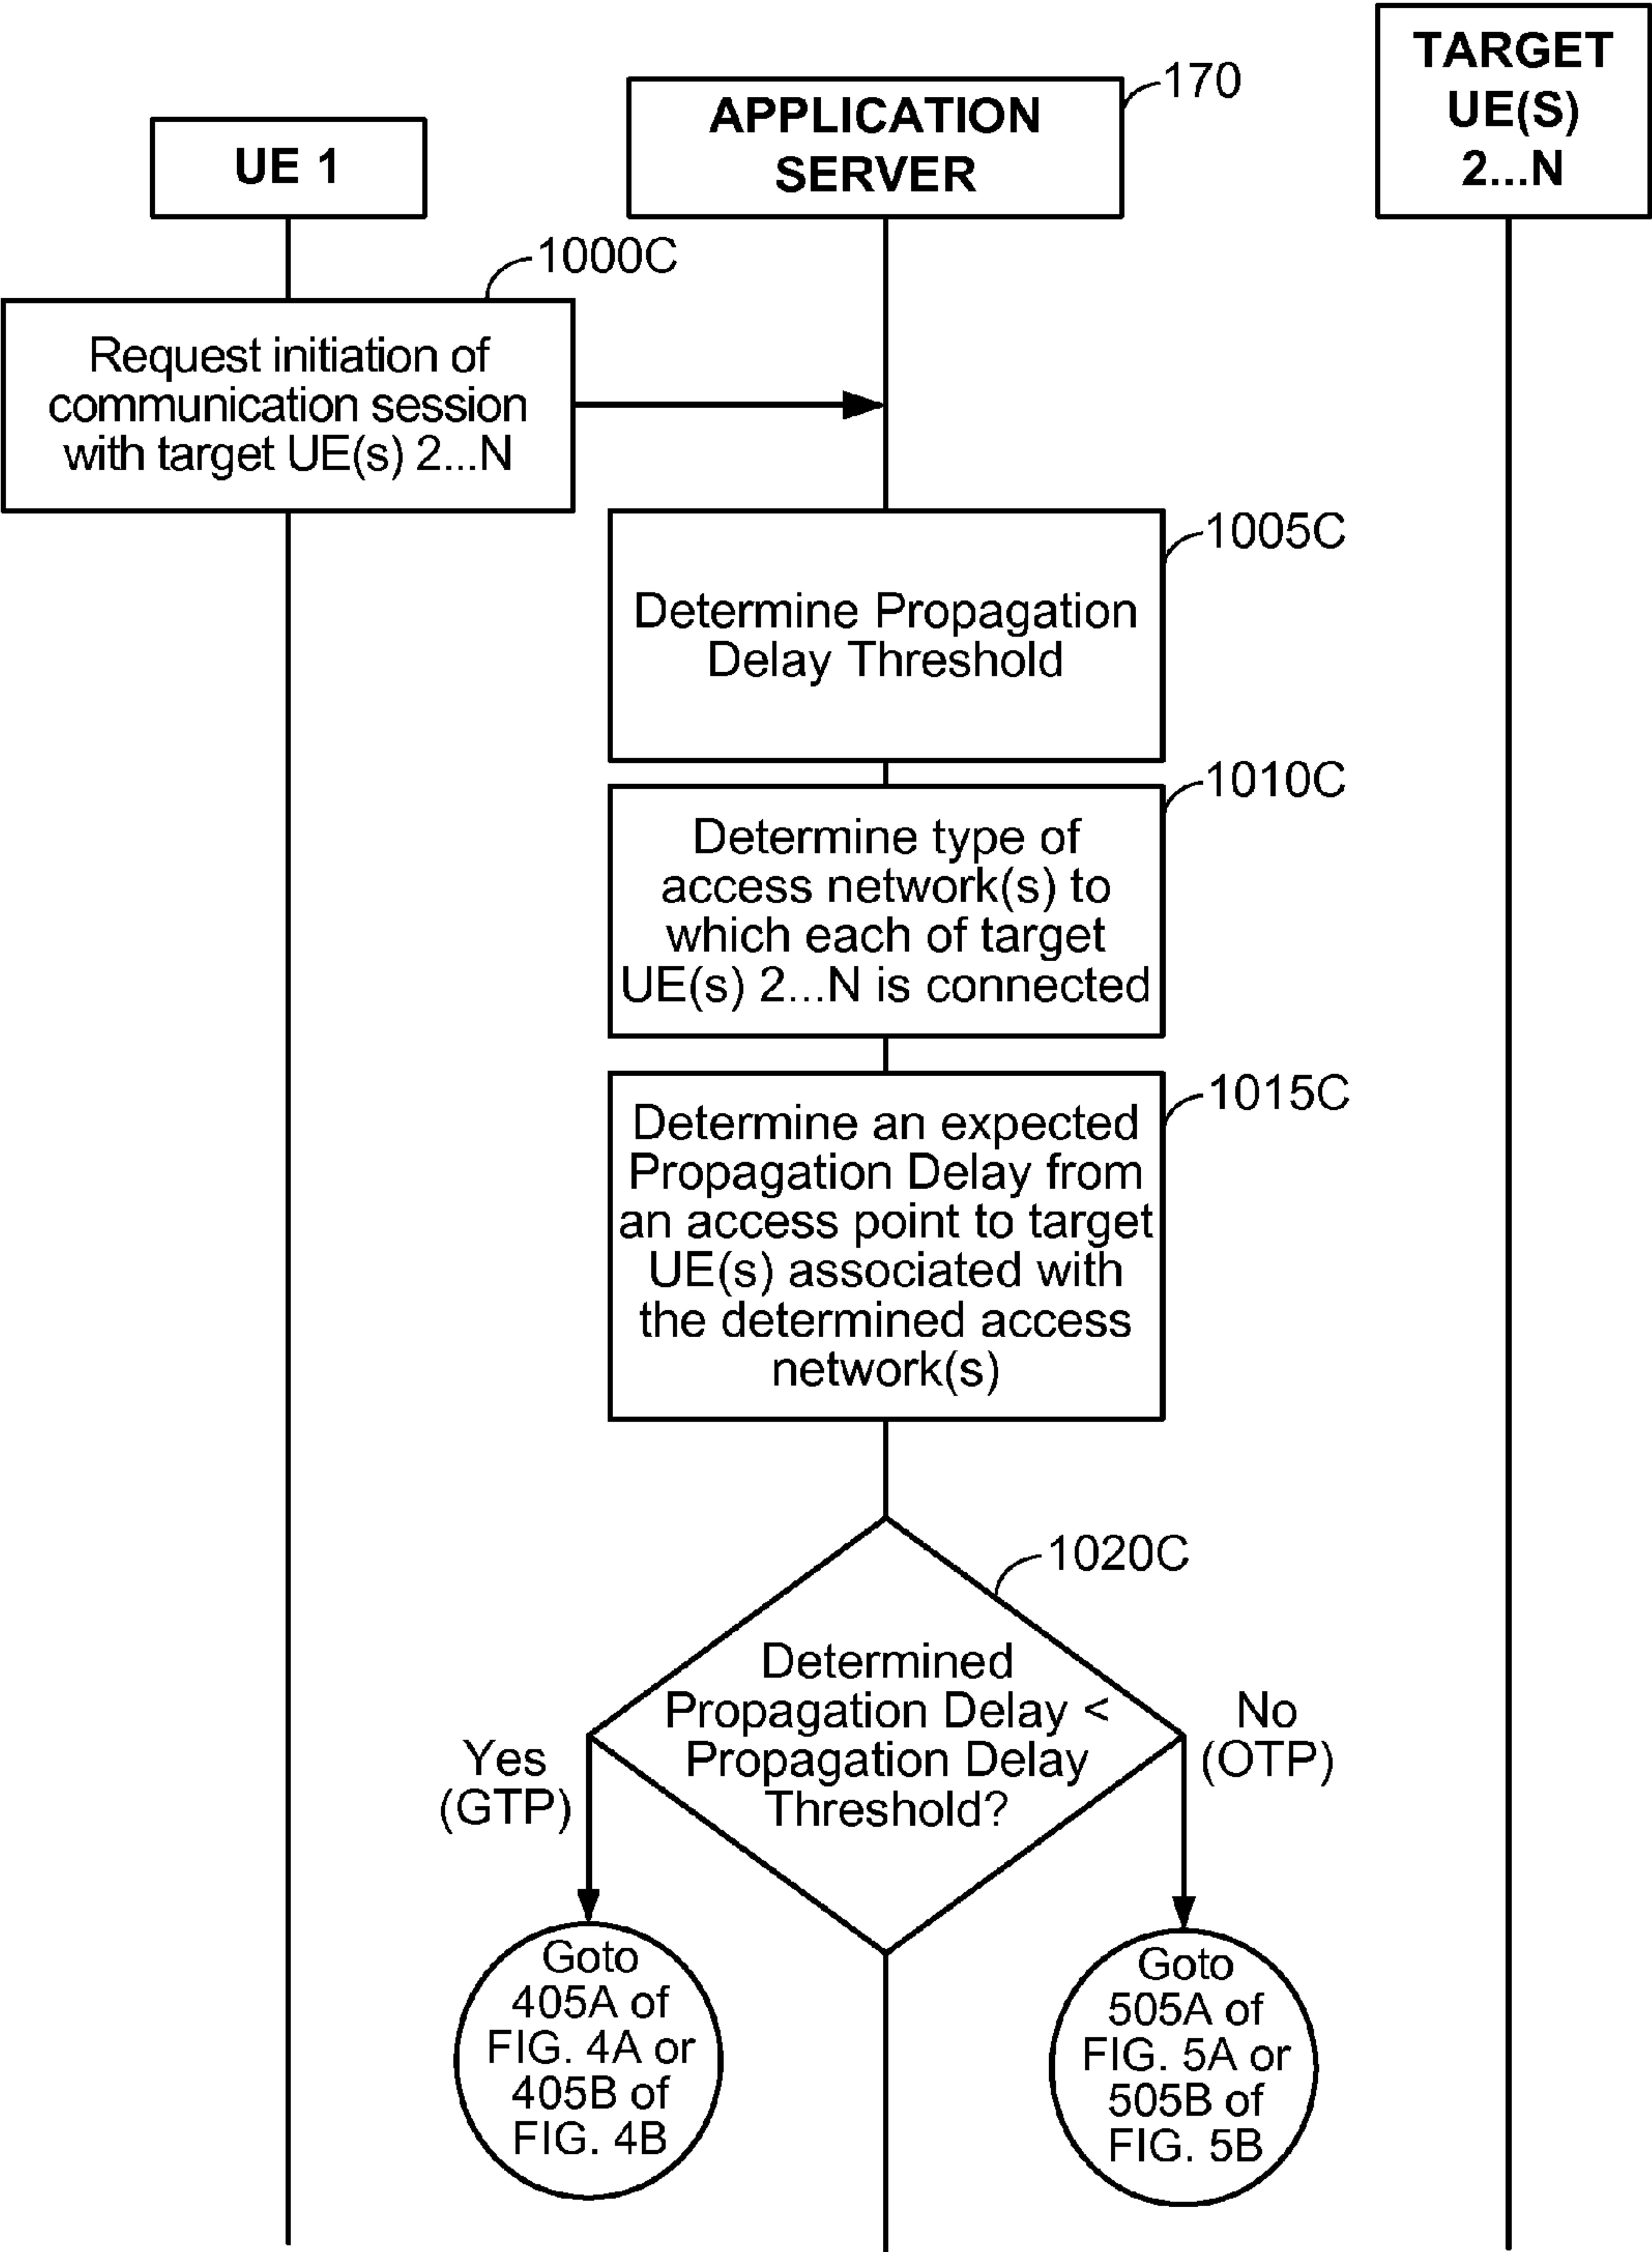 TARGET
UE(S)
2...N
170
APPLICATION
SERVER
UE 1
1000C
Request initiation of
communication session
with target UE(s) 2...N
1005C
Determine Propagation
Delay Threshold
1010C
Determine type of
access network(s) to
which each of target
UE(s) 2...N is connected
1015C
Determine an expected
Propagation Delay from
an access point to target
UE(s) associated with
the determined access
network(s)
1020C
Determined
Propagation Delay <
Propagation Delay
Threshold?
Yes
(GTP)
No
(OTP)
Goto
405A of
FIG. 4A or
405B of
FIG. 4B
Goto
505A of
FIG. 5A or
505B of
FIG. 5B